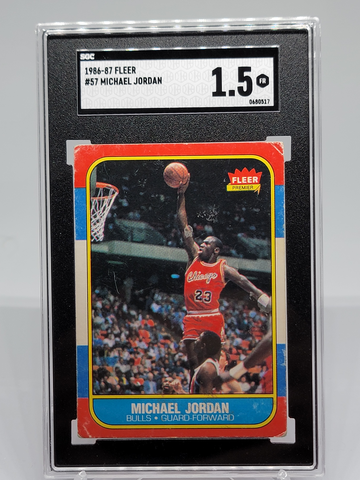 SGC
1986-87 FLEER
#57 MICHAEL JORDAN
1.5
FR
0680517
FLEER
PREMIER
Chicago
23
MICHAEL JORDAN
BULLS • GUARD-FORWARD